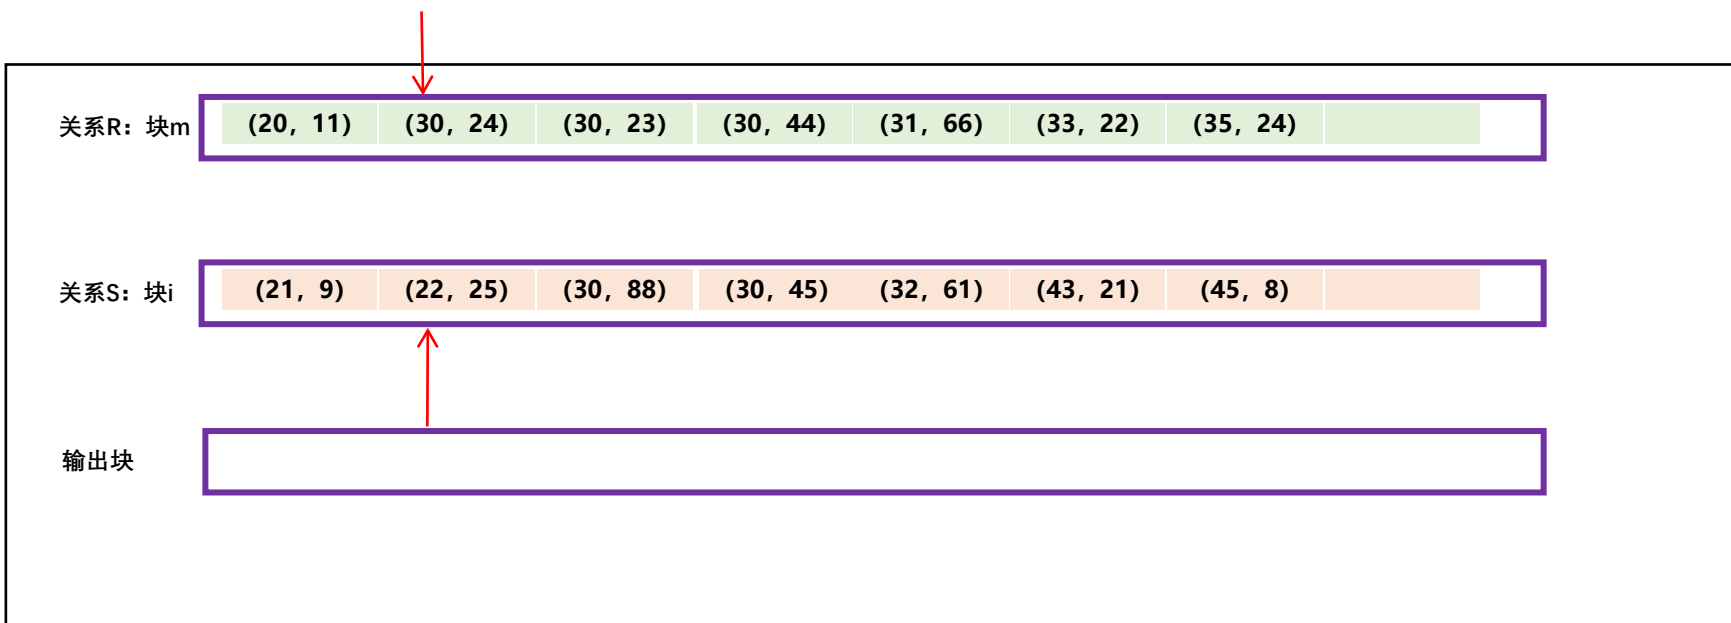 关系R：块m (20，11) (30，24) (30，23) (30，44) (31，66) (33，22) (35，24)
关系S：块i (21，9) (22，25) (30，88) (30，45) (32，61) (43，21) (45，8)
输出块